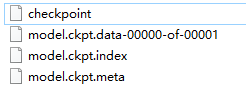 checkpoint
model.ckpt.data-00000-of-00001
model.ckpt.index
model.ckpt.meta